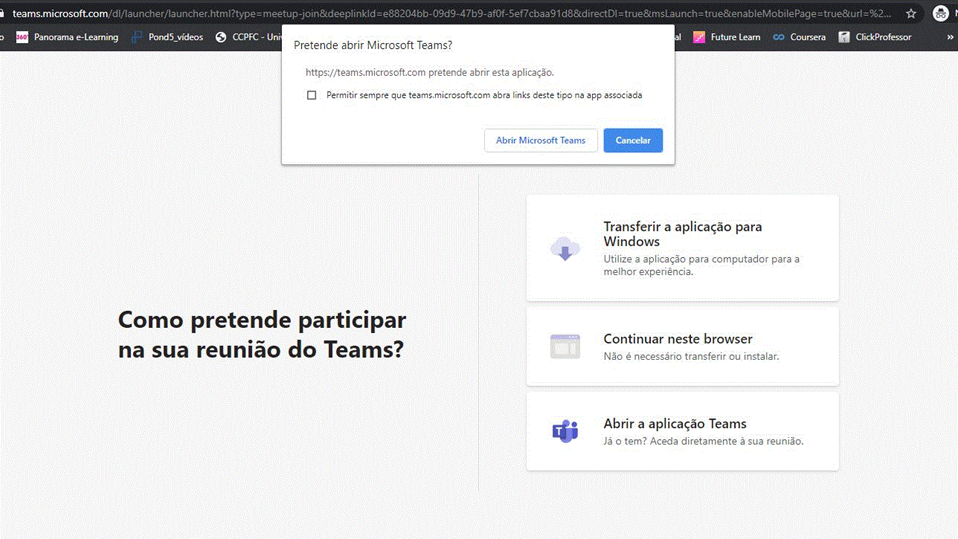 teams.microsoft.com/dl/launcher/launcher.html?type=meetup-join&deeplinkId=e88204bb-09d9-47b9-af0f-5ef7cbaa91d8&directDl=true&msLaunch=true&enableMobilePage=true&url=%2...
360° Panorama e-Learning Pond5_vídeos CCPFC - Uni Future Learn Coursera ClickProfessor »
Pretende abrir Microsoft Teams?
https://teams.microsoft.com pretende abrir esta aplicação.
Permitir sempre que teams.microsoft.com abra links deste tipo na app associada
Abrir Microsoft Teams Cancelar
Como pretende participar
na sua reunião do Teams?
Transferir a aplicação para
Windows
Utilize a aplicação para computador para a
melhor experiência.
Continuar neste browser
Não é necessário transferir ou instalar.
T
Abrir a aplicação Teams
Já o tem? Aceda diretamente à sua reunião.